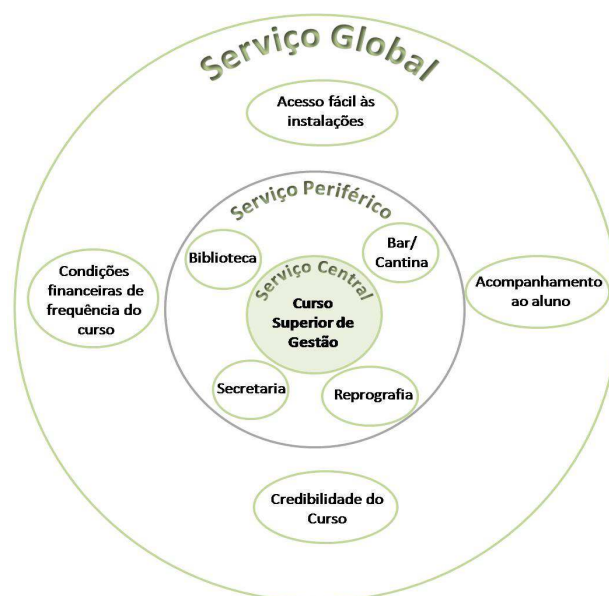 Serviço Global
Acesso fácil às
instalações
Serviço Periférico
Biblioteca
Bar/
Cantina
Serviço Central
Curso
Superior de
Gestão
Condições
financeiras de
frequência do
curso
Acompanhamento
ao aluno
Secretaria
Reprografia
Credibilidade do
Curso